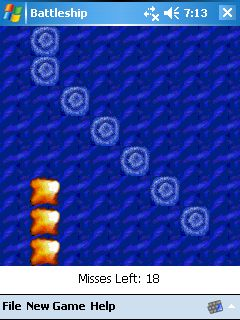 Battleship 7:13
Misses Left: 18
File New Game Help